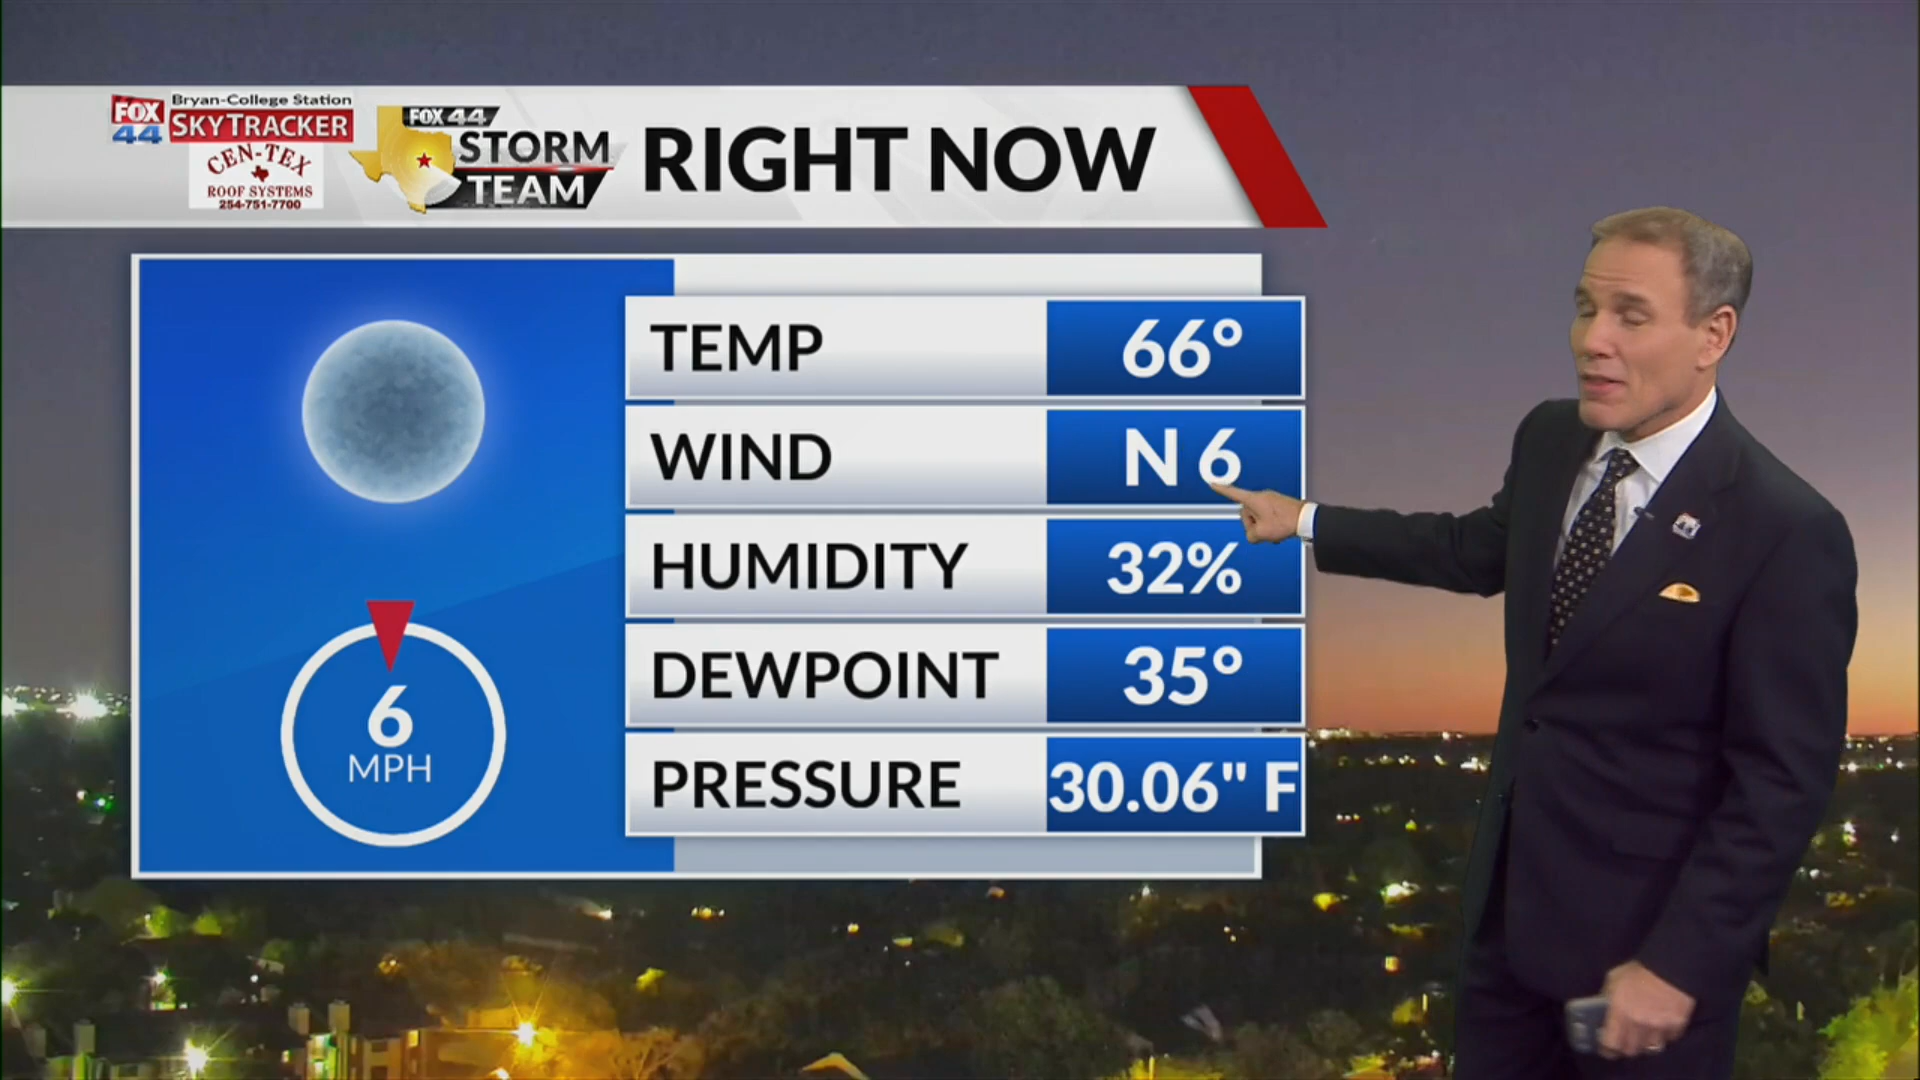 FOX 44
Bryan-College Station
SKYTRACKER
CEN-TEX
ROOF SYSTEMS
254-751-7700
FOX 44
STORM
TEAM
RIGHT NOW
TEMP 66°
WIND N 6
HUMIDITY 32%
DEWPOINT 35°
PRESSURE 30.06" F
6
MPH